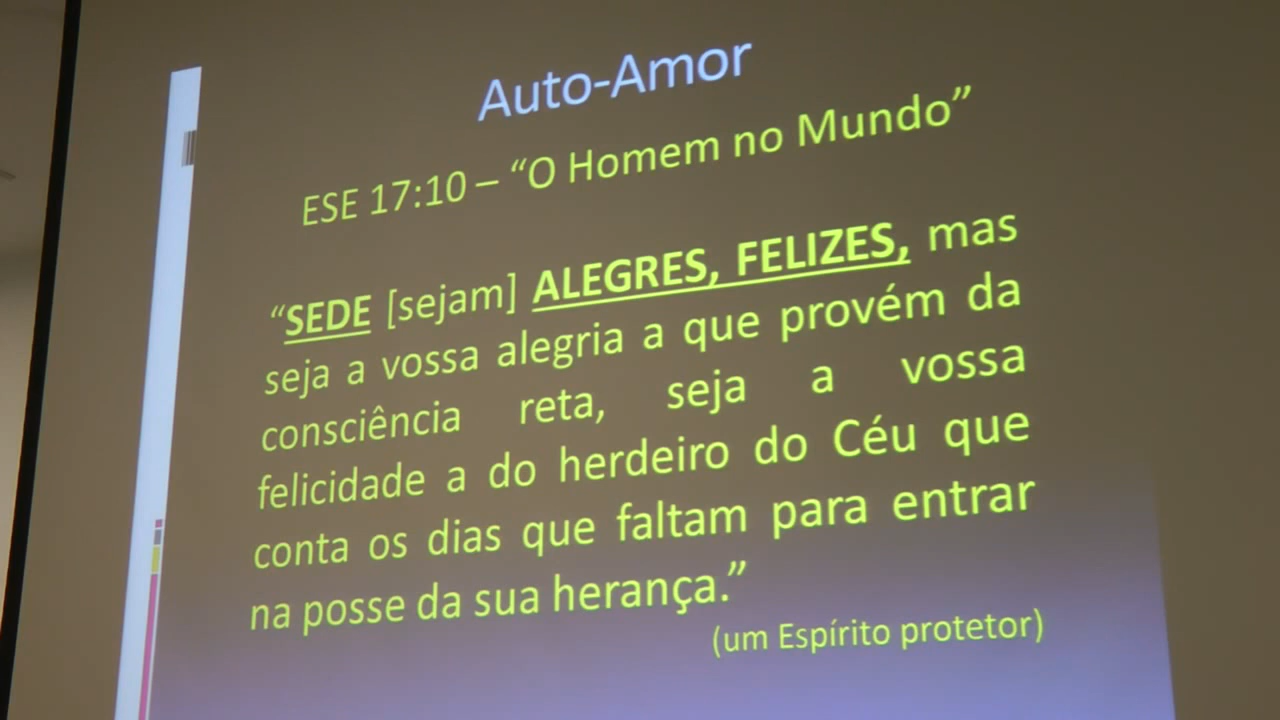 Auto-Amor
ESE 17:10 – “O Homem no Mundo”
“SEDE [sejam] ALEGRES, FELIZES, mas
seja a vossa alegria a que provém da
consciência reta, seja a vossa
felicidade a do herdeiro do Céu que
conta os dias que faltam para entrar
na posse da sua herança.”
(um Espírito protetor)